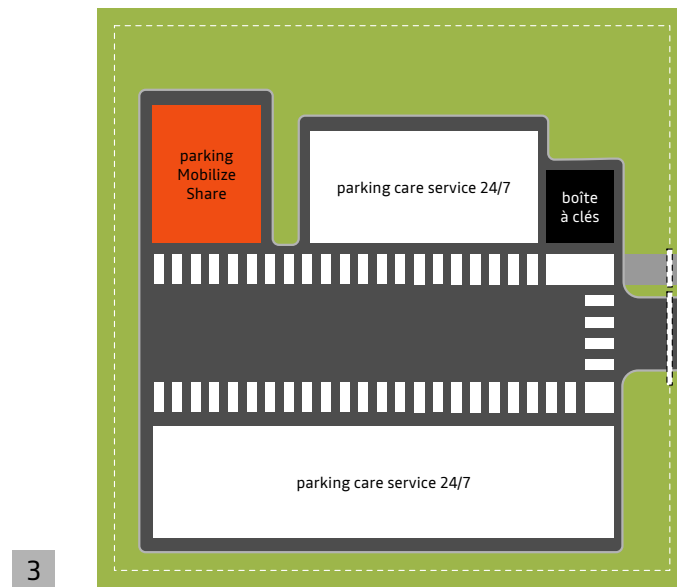 parking
Mobilize
Share
parking care service 24/7
boîte
à clés
parking care service 24/7
3